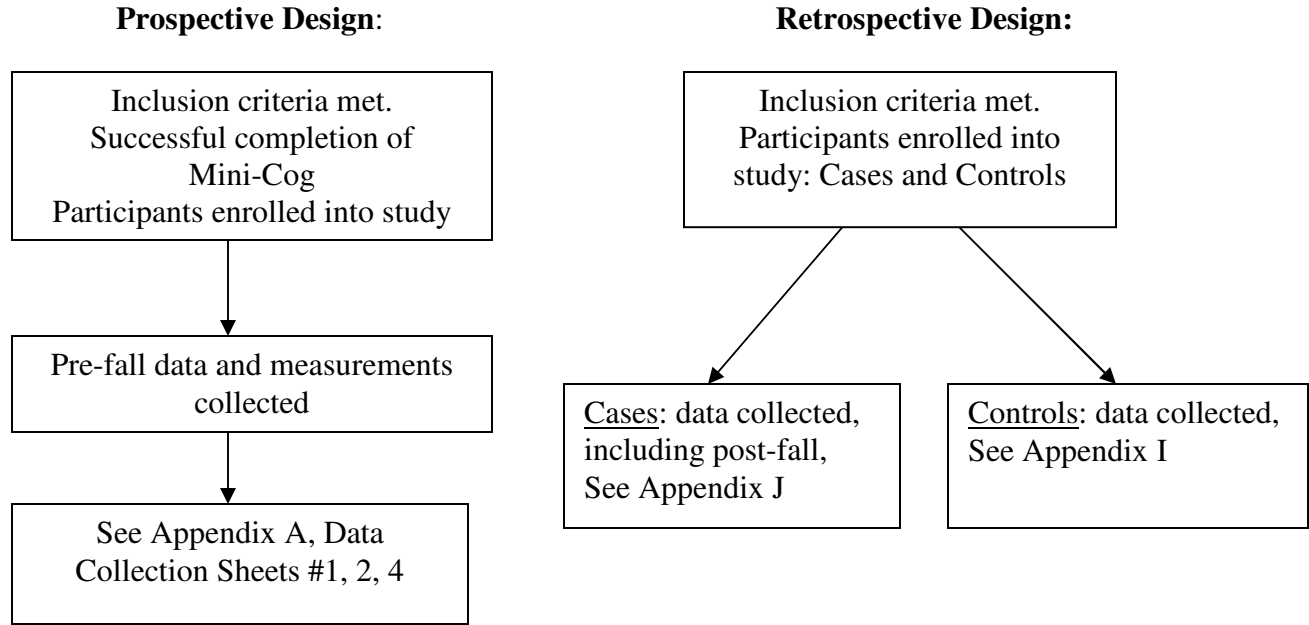 Prospective Design:
Inclusion criteria met.
Successful completion of
Mini-Cog
Participants enrolled into study
Pre-fall data and measurements
collected
See Appendix A, Data
Collection Sheets #1, 2, 4
Retrospective Design:
Inclusion criteria met.
Participants enrolled into
study: Cases and Controls
Cases: data collected,
including post-fall,
See Appendix J
Controls: data collected,
See Appendix I